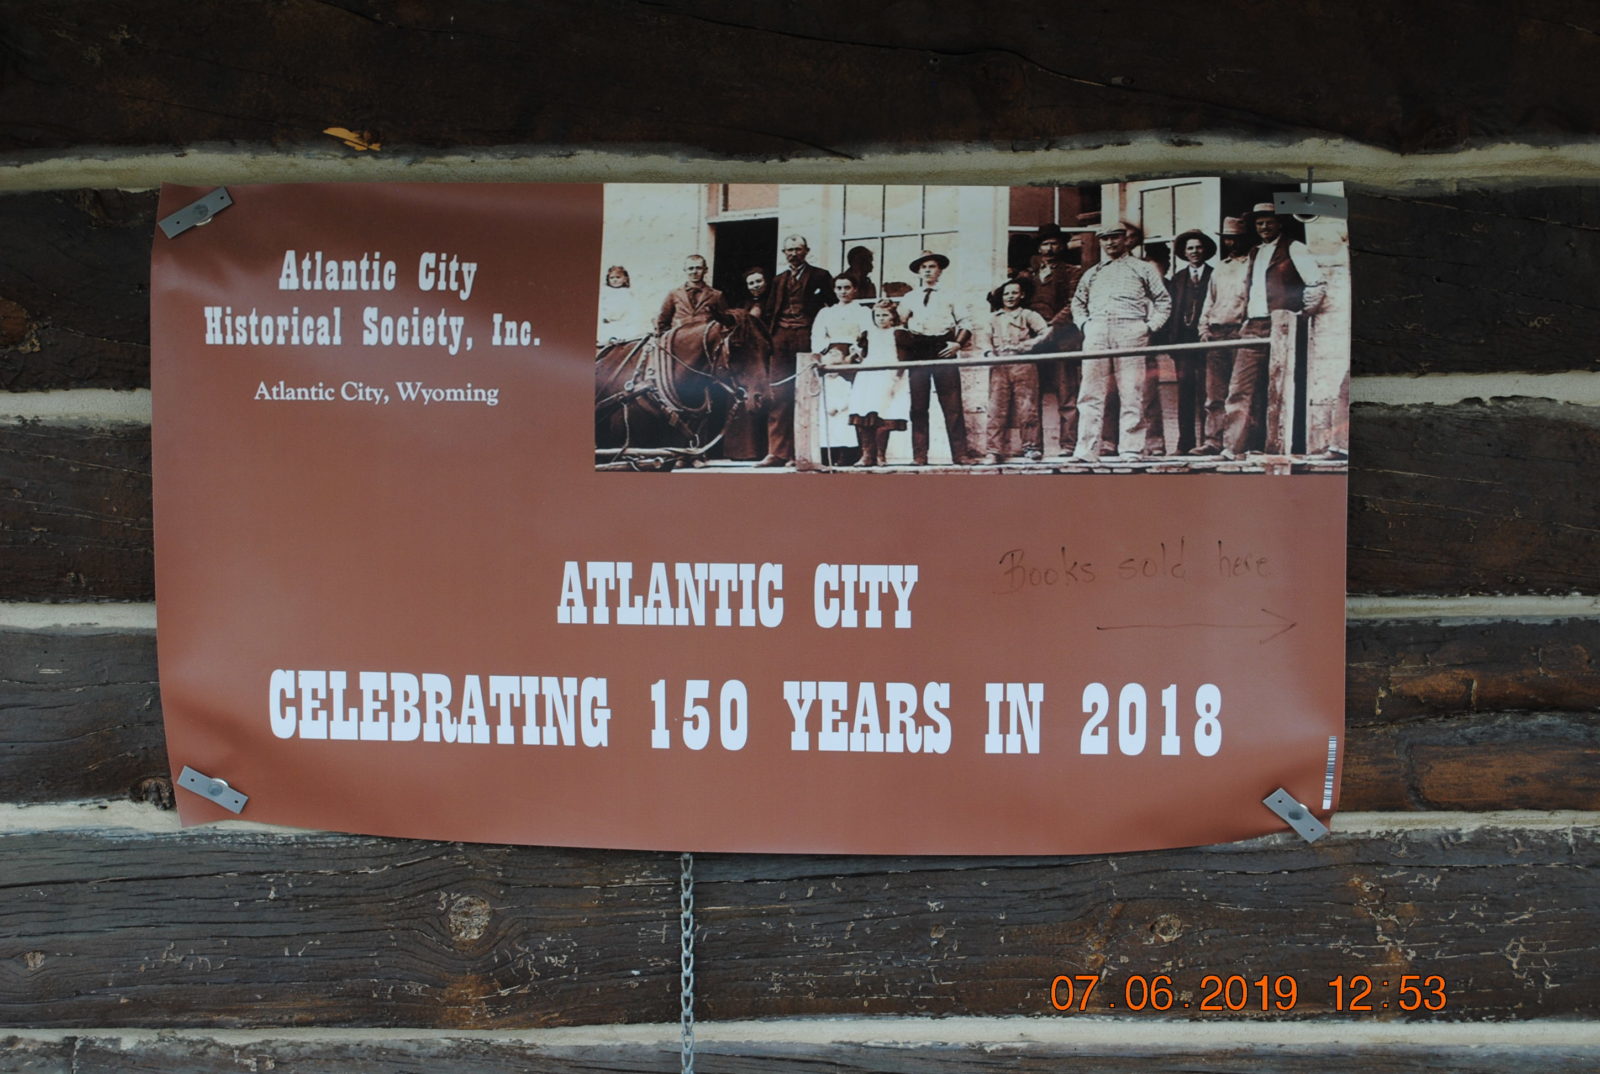 Atlantic City
Historical Society, Inc.
Atlantic City, Wyoming
Books sold here
ATLANTIC CITY
CELEBRATING 150 YEARS IN 2018
07.06.2019 12:53